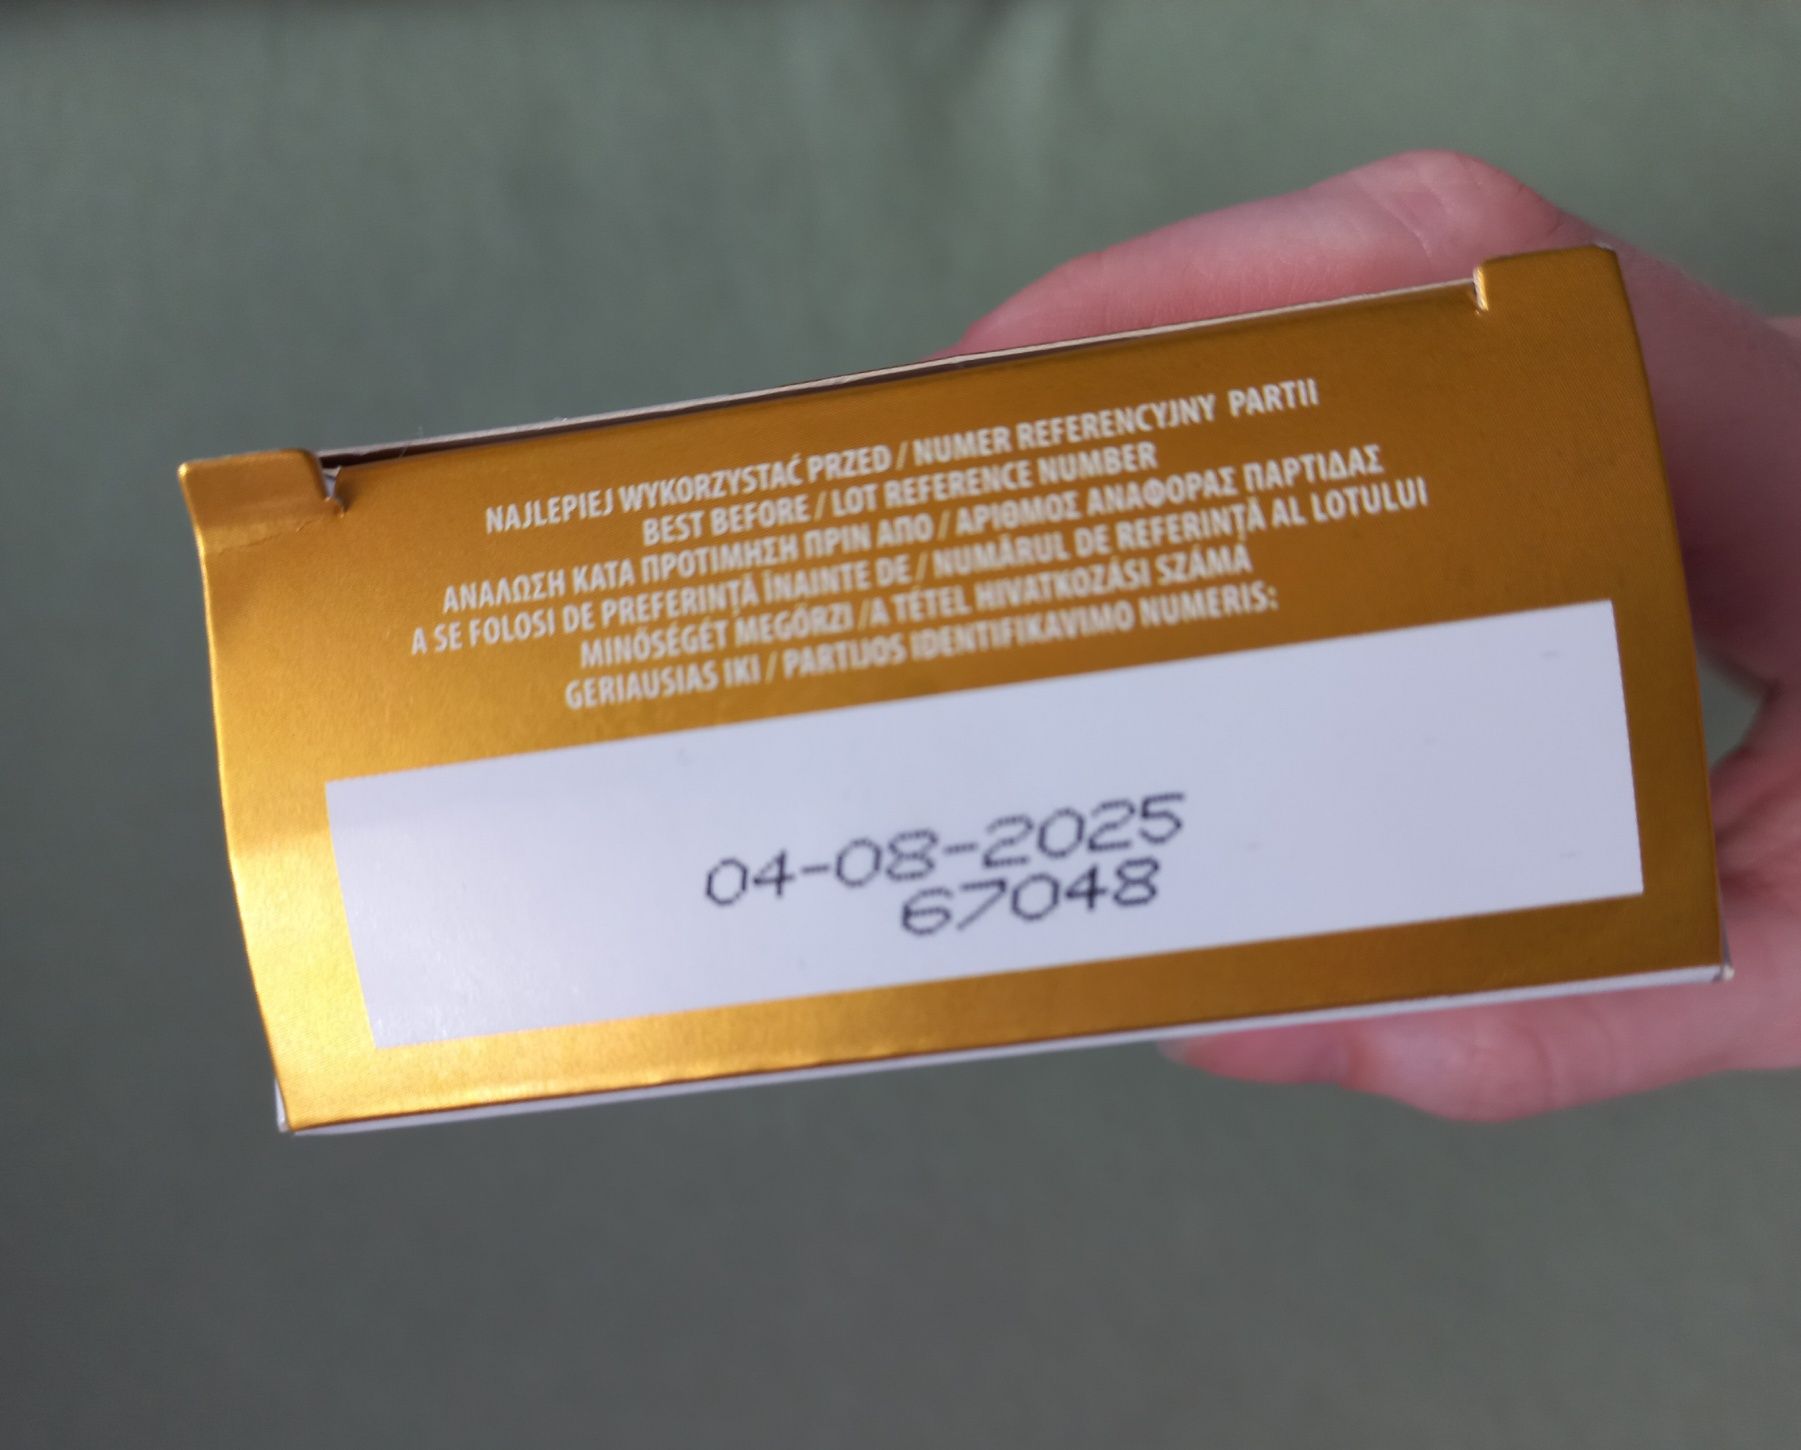 NAJLEPIEJ WYKORZYSTAĆ PRZED / NUMER REFERENCYJNY PARTII
BEST BEFORE / LOT REFERENCE NUMBER
ΑΝΑΛΩΣΗ ΚΑΤΑ ΠΡΟΤΙΜΗΣΗ ΠΡΙΝ ΑΠΟ / ΑΡΙΘΜΟΣ ΑΝΑΦΟΡΑΣ ΠΑΡΤΙΔΑΣ
A SE FOLOSI DE PREFERINȚĂ ÎNAINTE DE / NUMĂRUL DE REFERINȚĂ AL LOTULUI
MINŐSÉGÉT MEGŐRZI /A TÉTEL HIVATKOZÁSI SZÁMA
GERIAUSIAS IKI / PARTIJOS IDENTIFIKAVIMO NUMERIS:
04-08-2025
67048